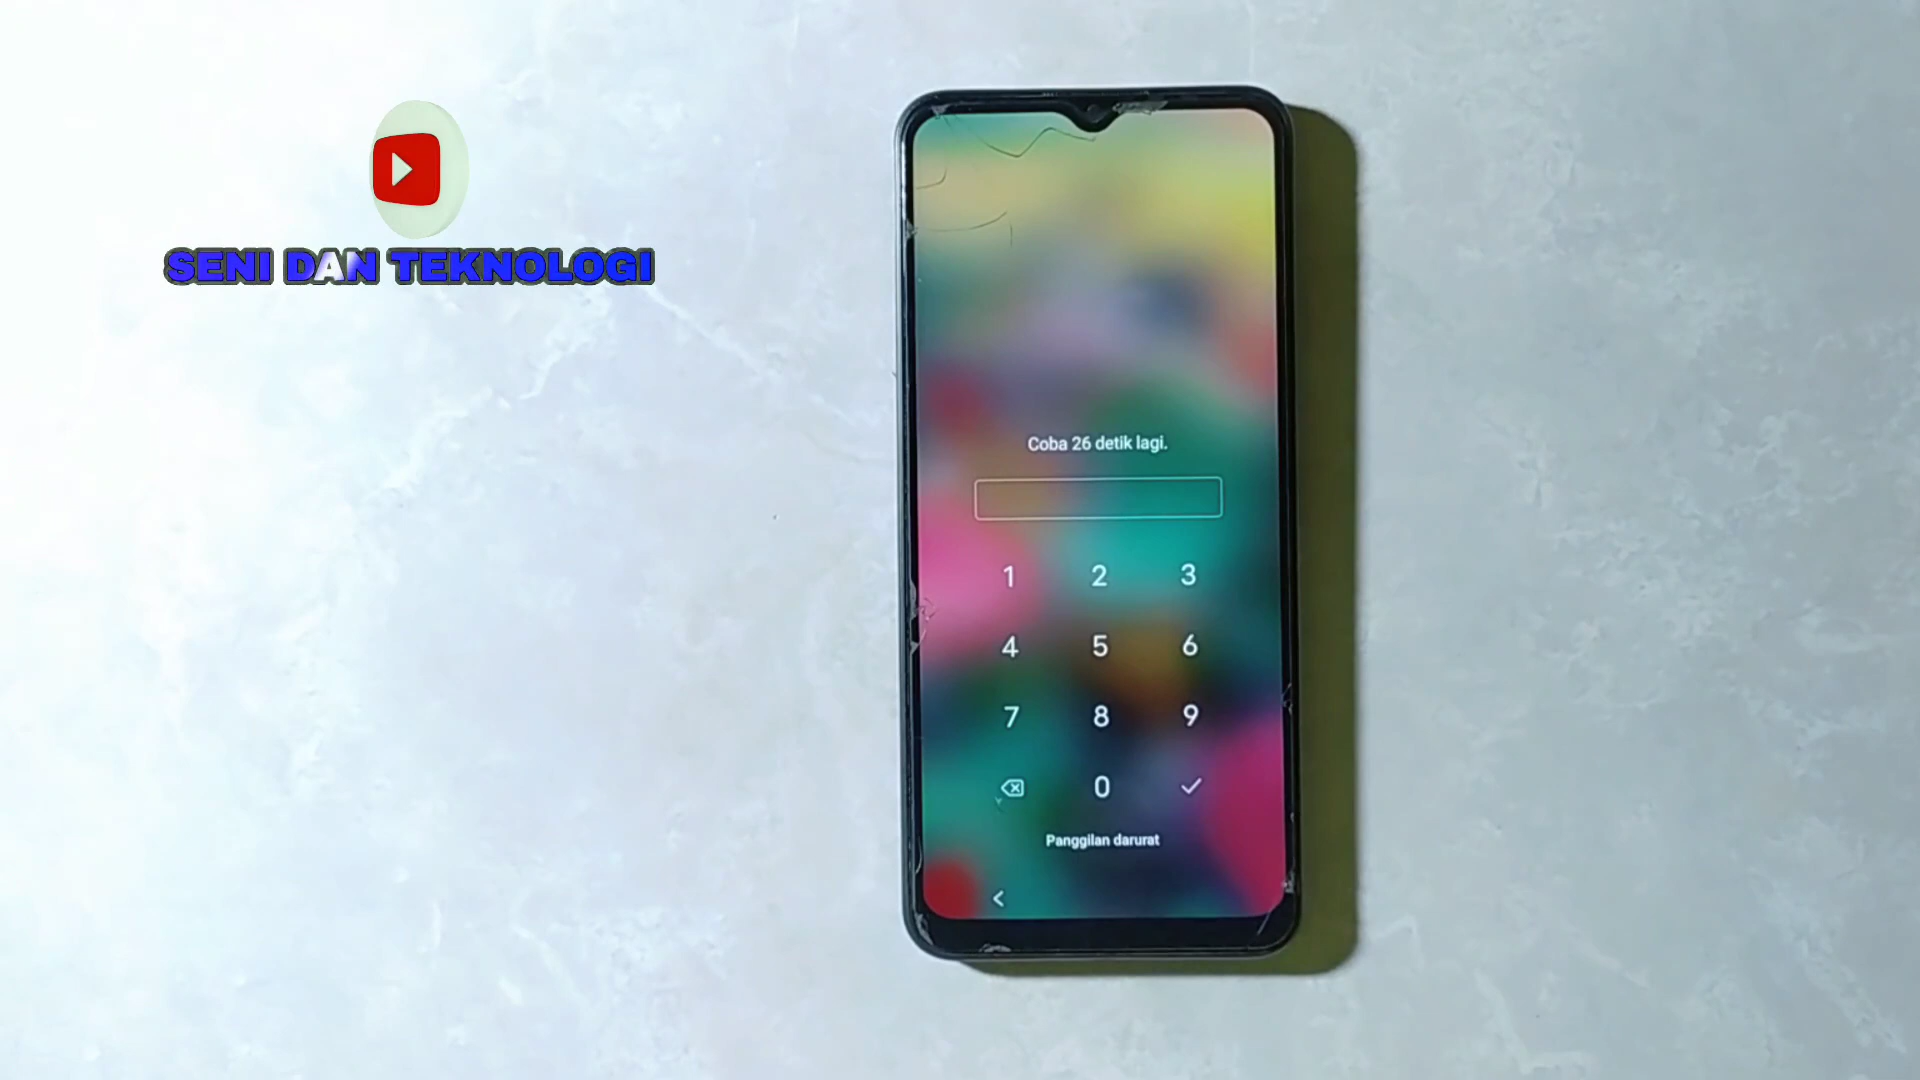 SENI DAN TEKNOLOGI
Coba 26 detik lagi.
1 2 3
4 5 6
7 8 9
0
Panggilan darurat